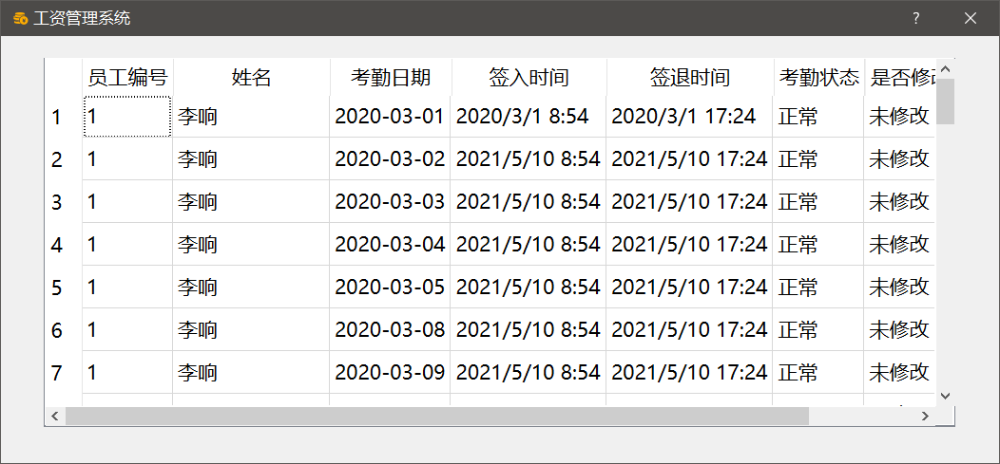 工资管理系统
员工编号 姓名 考勤日期 签入时间 签退时间 考勤状态 是否修
1 1 李响 2020-03-01 2020/3/1 8:54 2020/3/1 17:24 正常 未修改
2 1 李响 2020-03-02 2021/5/10 8:54 2021/5/10 17:24 正常 未修改
3 1 李响 2020-03-03 2021/5/10 8:54 2021/5/10 17:24 正常 未修改
4 1 李响 2020-03-04 2021/5/10 8:54 2021/5/10 17:24 正常 未修改
5 1 李响 2020-03-05 2021/5/10 8:54 2021/5/10 17:24 正常 未修改
6 1 李响 2020-03-08 2021/5/10 8:54 2021/5/10 17:24 正常 未修改
7 1 李响 2020-03-09 2021/5/10 8:54 2021/5/10 17:24 正常 未修改